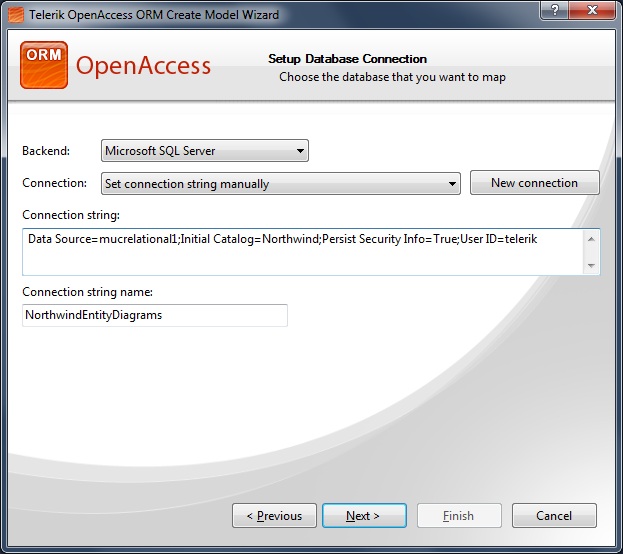 Telerik OpenAccess ORM Create Model Wizard
?
ORM
OpenAccess
Setup Database Connection
Choose the database that you want to map
Backend:
Microsoft SQL Server
Connection:
Set connection string manually
New connection
Connection string:
Data Source=mucrelational1;Initial Catalog=Northwind;Persist Security Info=True;User ID=telerik
Connection string name:
NorthwindEntityDiagrams
< Previous
Next >
Finish
Cancel